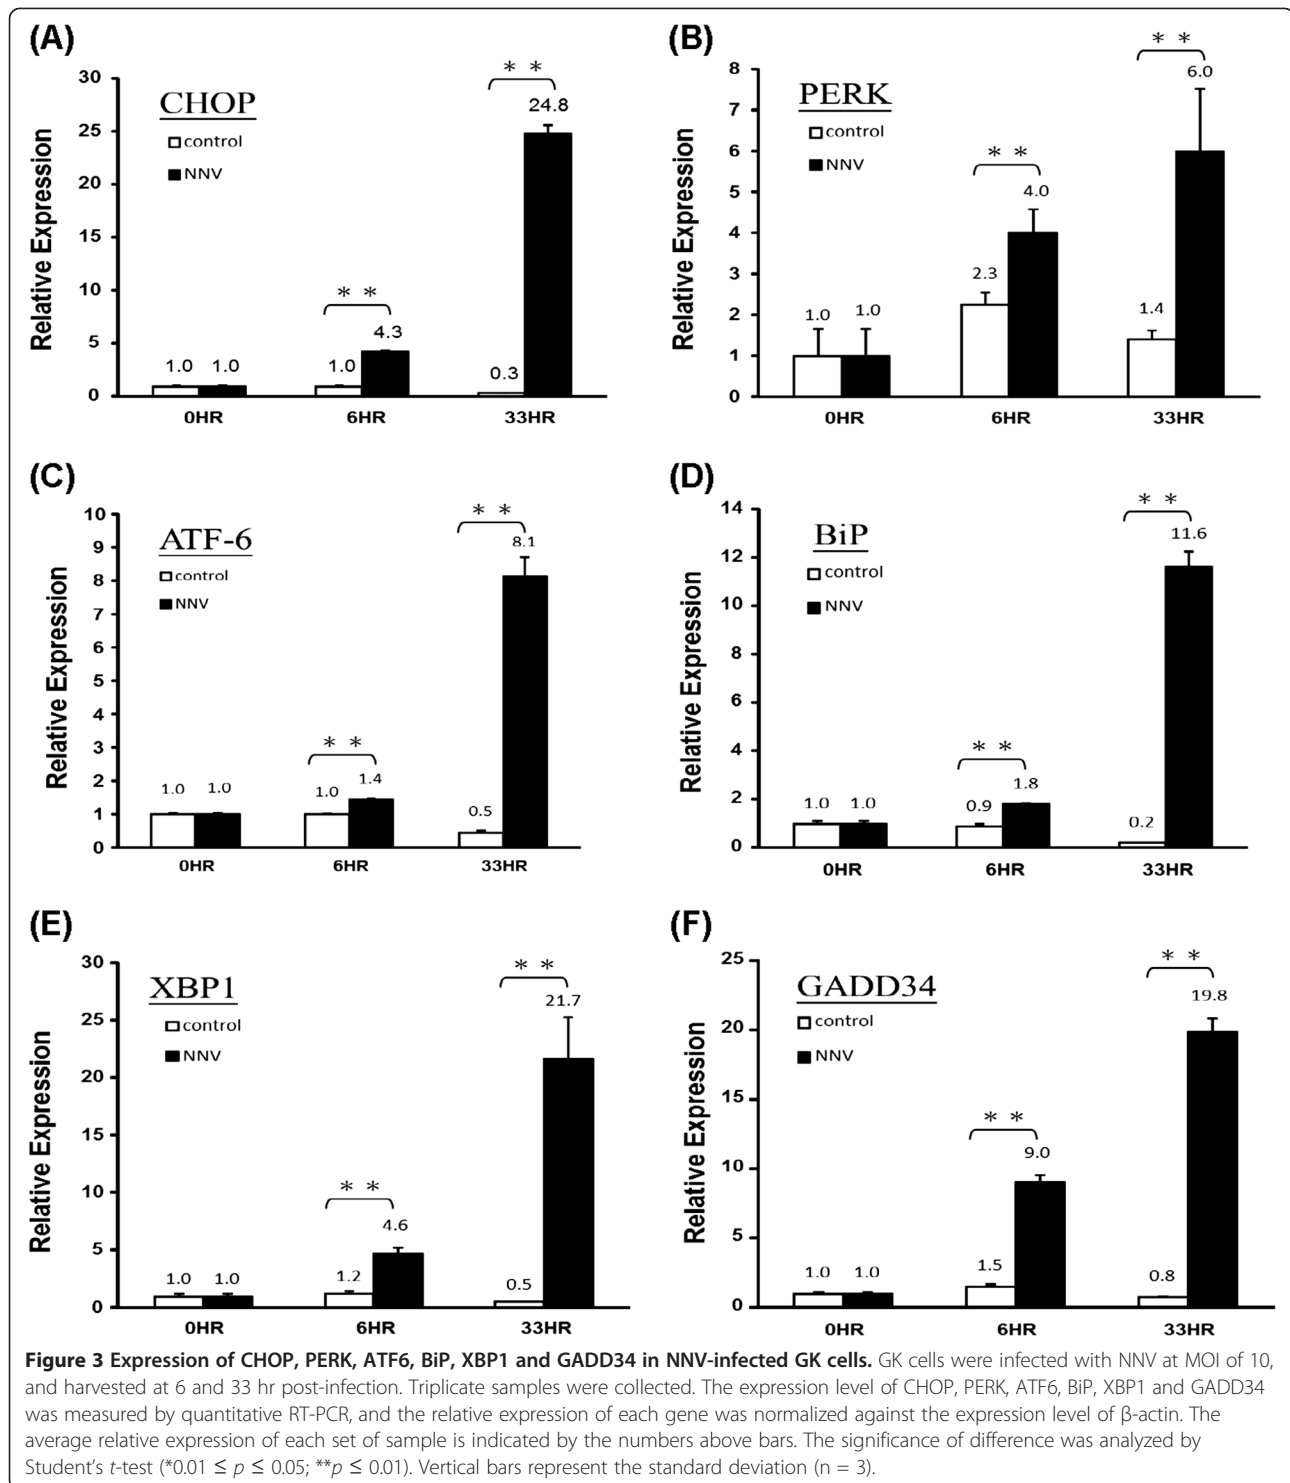 (A)
CHOP
control
NNV
Relative Expression
30
25
20
15
10
5
0
1.0 1.0
* *
1.0 4.3
* *
0.3 24.8
0HR 6HR 33HR
(B)
PERK
control
NNV
Relative Expression
8
7
6
5
4
3
2
1
0
1.0 1.0
* *
2.3 4.0
* *
1.4 6.0
0HR 6HR 33HR
(C)
ATF-6
control
NNV
Relative Expression
10
9
8
7
6
5
4
3
2
1
0
1.0 1.0
* *
1.0 1.4
* *
0.5 8.1
0HR 6HR 33HR
(D)
BiP
control
NNV
Relative Expression
14
12
10
8
6
4
2
0
1.0 1.0
* *
0.9 1.8
* *
0.2 11.6
0HR 6HR 33HR
(E)
XBP1
control
NNV
Relative Expression
30
25
20
15
10
5
0
1.0 1.0
* *
1.2 4.6
* *
0.5 21.7
0HR 6HR 33HR
(F)
GADD34
control
NNV
Relative Expression
25
20
15
10
5
0
1.0 1.0
* *
1.5 9.0
* *
0.8 19.8
0HR 6HR 33HR
Figure 3 Expression of CHOP, PERK, ATF6, BiP, XBP1 and GADD34 in NNV-infected GK cells. GK cells were infected with NNV at MOI of 10,
and harvested at 6 and 33 hr post-infection. Triplicate samples were collected. The expression level of CHOP, PERK, ATF6, BiP, XBP1 and GADD34
was measured by quantitative RT-PCR, and the relative expression of each gene was normalized against the expression level of β-actin. The
average relative expression of each set of sample is indicated by the numbers above bars. The significance of difference was analyzed by
Student's t-test (*0.01 ≤ p ≤ 0.05; **p ≤ 0.01). Vertical bars represent the standard deviation (n = 3).